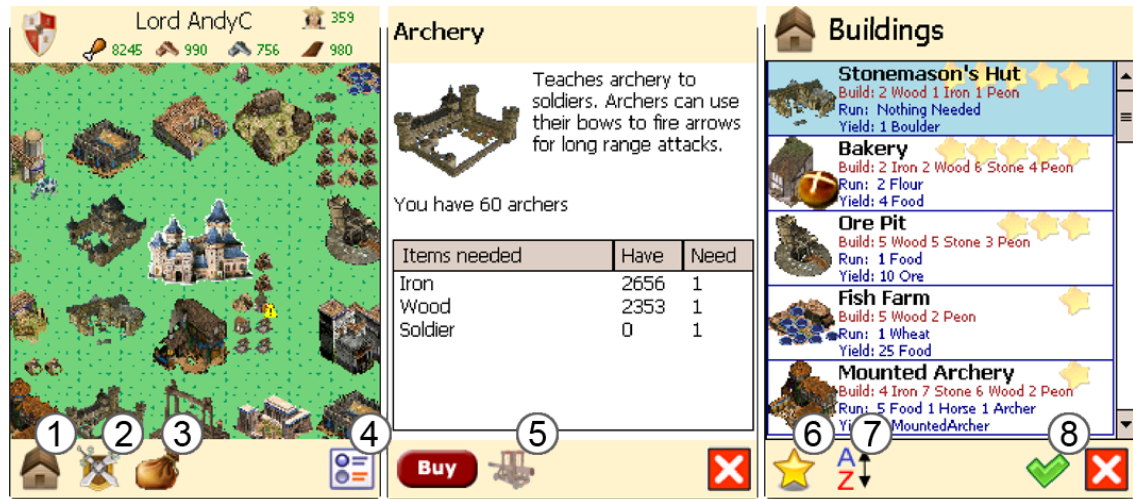 Lord AndyC
359
8245 990 756 980
1 2 3 4
Archery
Teaches archery to
soldiers. Archers can use
their bows to fire arrows
for long range attacks.
You have 60 archers
Items needed Have Need
Iron 2656 1
Wood 2353 1
Soldier 0 1
5
Buy
Buildings
Stonemason's Hut
Build: 2 Wood 1 Iron 1 Peon
Run: Nothing Needed
Yield: 1 Boulder
Bakery
Build: 2 Iron 2 Wood 6 Stone 4 Peon
Run: 2 Flour
Yield: 4 Food
Ore Pit
Build: 5 Wood 5 Stone 3 Peon
Run: 1 Food
Yield: 10 Ore
Fish Farm
Build: 5 Wood 2 Peon
Run: 1 Wheat
Yield: 25 Food
Mounted Archery
Build: 4 Iron 7 Stone 6 Wood 2 Peon
Run: 5 Food 1 Horse 1 Archer
MountedArcher
6 7 8
A
Z